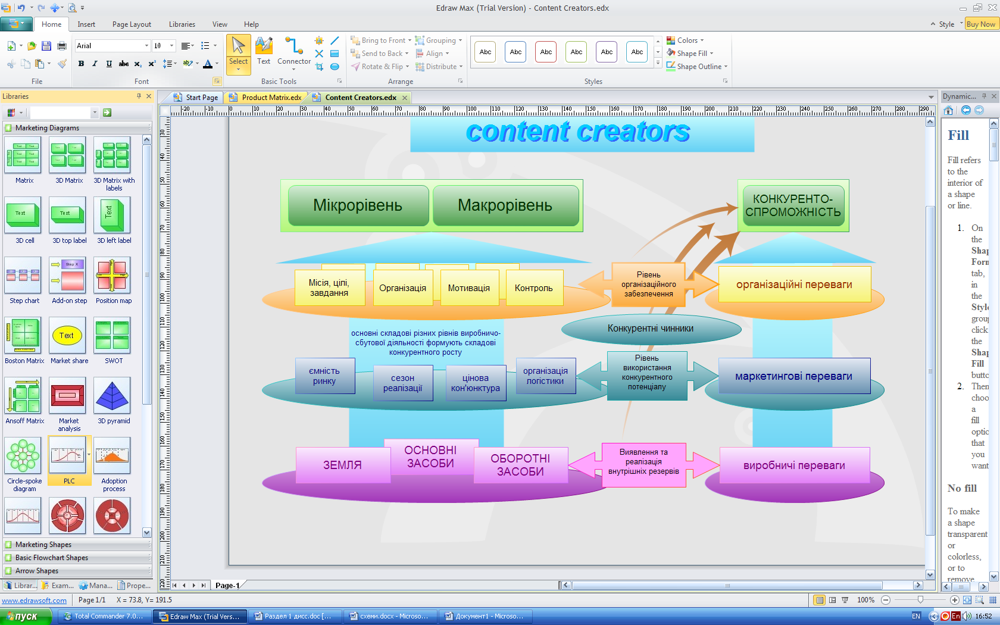 Edraw Max (Trial Version) - Content Creators.edx
Home Insert Page Layout Libraries View Help
Style Buy Now
Arial 10
Select Text Connector
Bring to Front Grouping
Send to Back Align
Rotate & Flip Distribute
Abc Abc Abc Abc Abc Abc
Colors
Shape Fill
Shape Outline
File Font Basic Tools Arrange Styles
Libraries
Start Page Product Matrix.edx Content Creators.edx
Dynamic...
Marketing Diagrams
Matrix 3D Matrix 3D Matrix with labels
3D cell 3D top label 3D left label
Step chart Add-on step Position map
Boston Matrix Market share SWOT
Ansoff Matrix Market analysis 3D pyramid
Circle-spoke diagram PLC Adoption process
Marketing Shapes
Basic Flowchart Shapes
Arrow Shapes
Librar... Exam... Mana... Prope...
content creators
Мікрорівень Макрорівень
КОНКУРЕНТО-
СПРОМОЖНІСТЬ
Місія, цілі,
завдання
Організація
Мотивація
Контроль
Рівень
організаційного
забезпечення
організаційні переваги
Конкурентні чинники
основні складові різних рівнів виробничо-
сбутової діяльності формують складові
конкурентного росту
ємність
ринку
сезон
реалізації
цінова
кон'юнктура
організація
логістики
Рівень
використання
конкурентного
потенціалу
маркетингові переваги
ЗЕМЛЯ
ОСНОВНІ
ЗАСОБИ
ОБОРОТНІ
ЗАСОБИ
Виявлення та
реалізація
внутрішніх резервів
виробничі переваги
Fill
Fill refers
to the
interior of
a shape
or line.
1. On
the
Shap
Form
tab,
in
the
Style
group
click
the
Shap
Fill
butto
2. Then
choo
a
fill
optic
that
you
want
No fill
To make
a shape
transparent
or
colorless,
or to
remove
Page-1
www.edrawsoft.com Page 1/1 X = 73.8, Y= 191.5 100%
пуск Total Commander 7.0... Edraw Max (Trial Vers... Раздел 1 дисс.doc [... схеми.docx - Microso... Документ1 - Microso... EN En 16:52